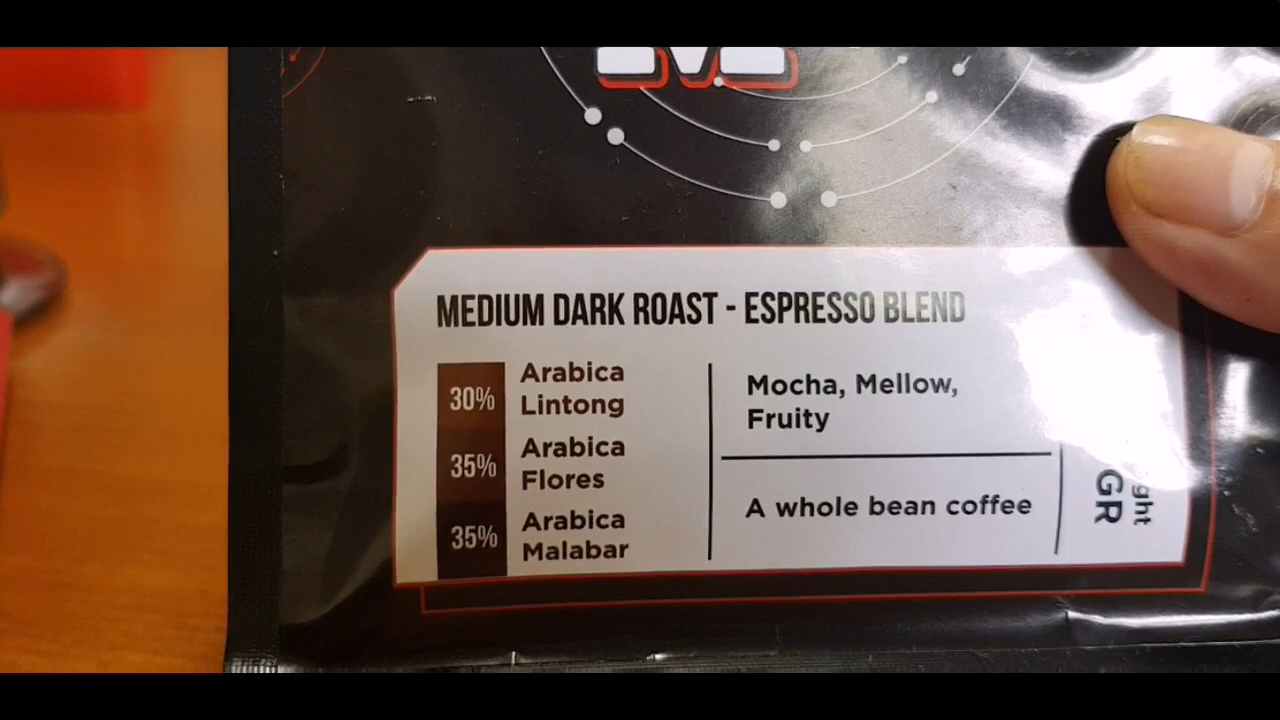 MEDIUM DARK ROAST - ESPRESSO BLEND
30%
Arabica
Lintong
35%
Arabica
Flores
35%
Arabica
Malabar
Mocha, Mellow,
Fruity
A whole bean coffee
GR